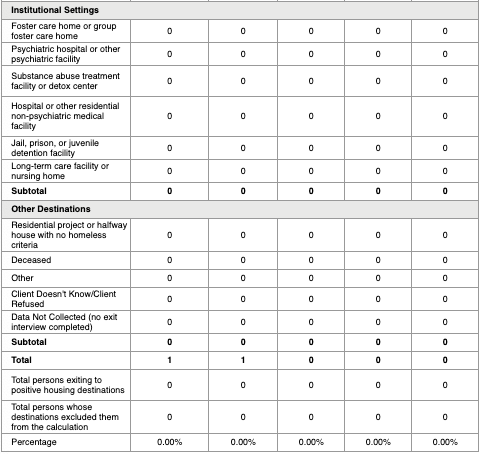 Institutional Settings
Foster care home or group
foster care home 0 0 0 0 0
Psychiatric hospital or other
psychiatric facility 0 0 0 0 0
Substance abuse treatment
facility or detox center 0 0 0 0 0
Hospital or other residential
non-psychiatric medical
facility 0 0 0 0 0
Jail, prison, or juvenile
detention facility 0 0 0 0 0
Long-term care facility or
nursing home 0 0 0 0 0
Subtotal 0 0 0 0 0
Other Destinations
Residential project or halfway
house with no homeless
criteria 0 0 0 0 0
Deceased 0 0 0 0 0
Other 0 0 0 0 0
Client Doesn't Know/Client
Refused 0 0 0 0 0
Data Not Collected (no exit
interview completed) 0 0 0 0 0
Subtotal 0 0 0 0 0
Total 1 1 0 0 0
Total persons exiting to
positive housing destinations 0 0 0 0 0
Total persons whose
destinations excluded them
from the calculation 0 0 0 0 0
Percentage 0.00% 0.00% 0.00% 0.00% 0.00%